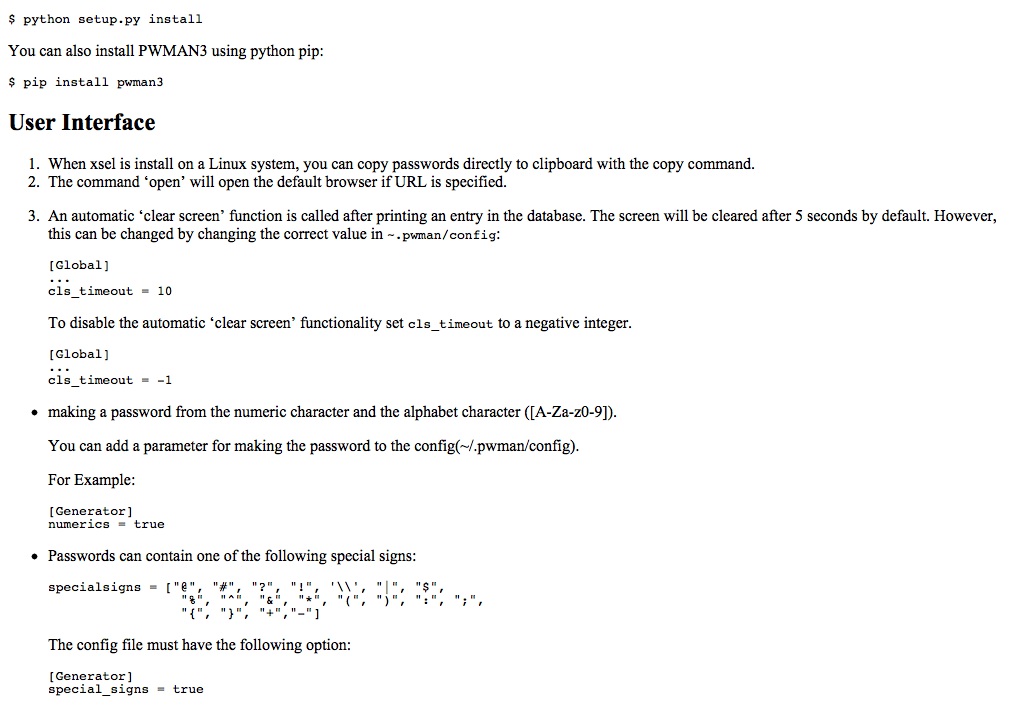 $ python setup.py install
You can also install PWMAN3 using python pip:
$ pip install pwman3
User Interface
1. When xsel is install on a Linux system, you can copy passwords directly to clipboard with the copy command.
2. The command ‘open’ will open the default browser if URL is specified.
3. An automatic ‘clear screen’ function is called after printing an entry in the database. The screen will be cleared after 5 seconds by default. However,
this can be changed by changing the correct value in ~.pwman/config:
[Global]
...
cls_timeout = 10
To disable the automatic ‘clear screen’ functionality set cls_timeout to a negative integer.
[Global]
...
cls_timeout = -1
• making a password from the numeric character and the alphabet character ([A-Za-z0-9]).
You can add a parameter for making the password to the config(~/.pwman/config).
For Example:
[Generator]
numerics = true
• Passwords can contain one of the following special signs:
specialsigns = ["@", "#", "?", "!", '\\', "|", "$",
"%", "^", "&", "*", "(", ")", ":", ";",
"{", "}", "+","-"]
The config file must have the following option:
[Generator]
special_signs = true